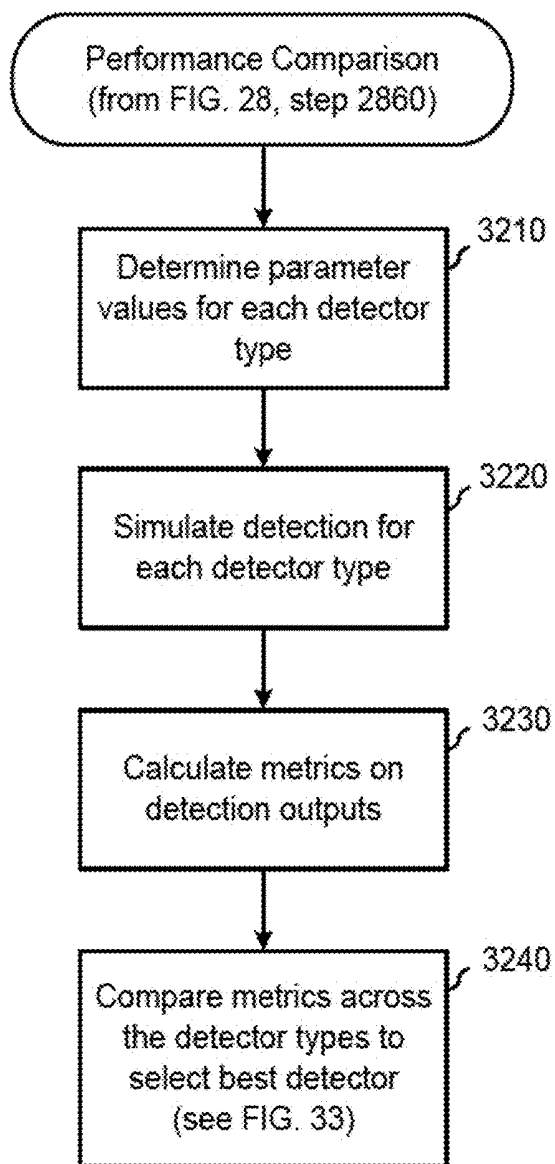 Performance Comparison
(from FIG. 28, step 2860)
3210
Determine parameter
values for each detector
type
3220
Simulate detection for
each detector type
3230
Calculate metrics on
detection outputs
3240
Compare metrics across
the detector types to
select best detector
(see FIG. 33)